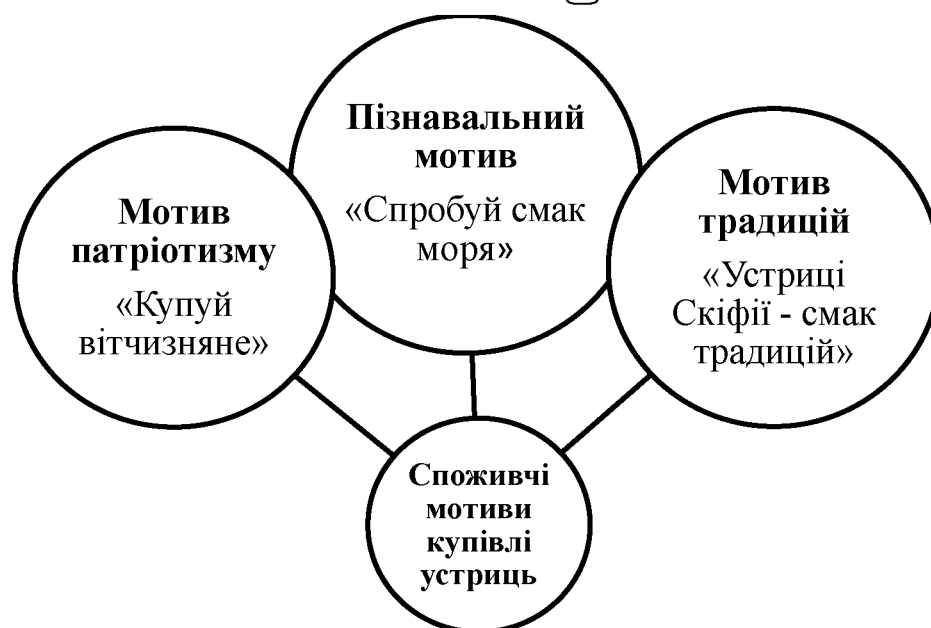 Пізнавальний
мотив
«Спробуй смак
моря»
Мотив
патріотизму
«Купуй
вітчизняне»
Мотив
традицій
«Устриці
Скіфії - смак
традицій»
Споживчі
мотиви
купівлі
устриць